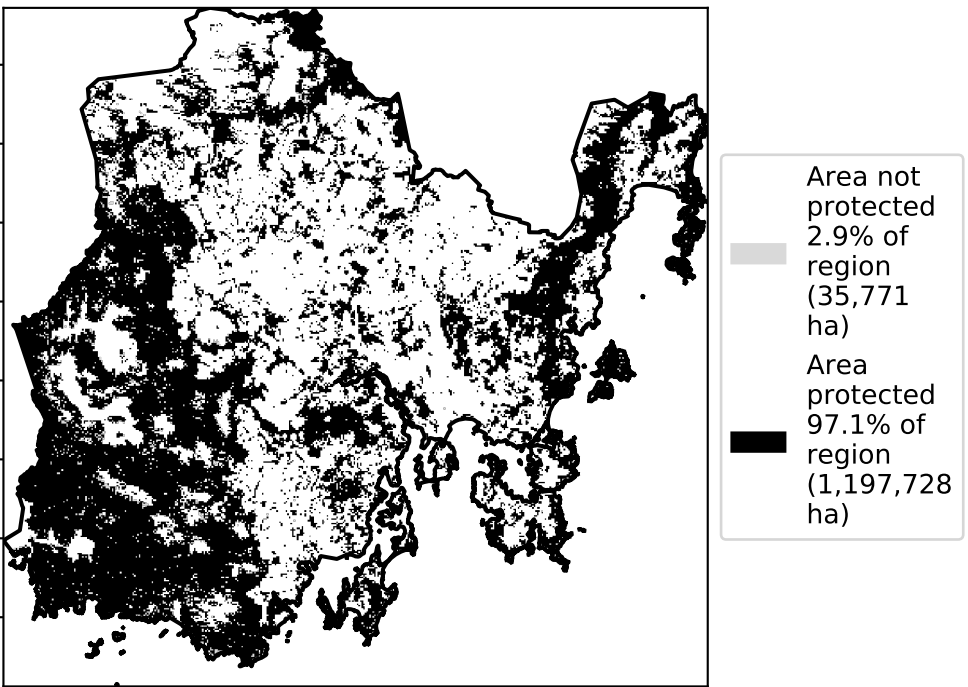 Area not
protected
2.9% of
region
(35,771
ha)
Area
protected
97.1% of
region
(1,197,728
ha)